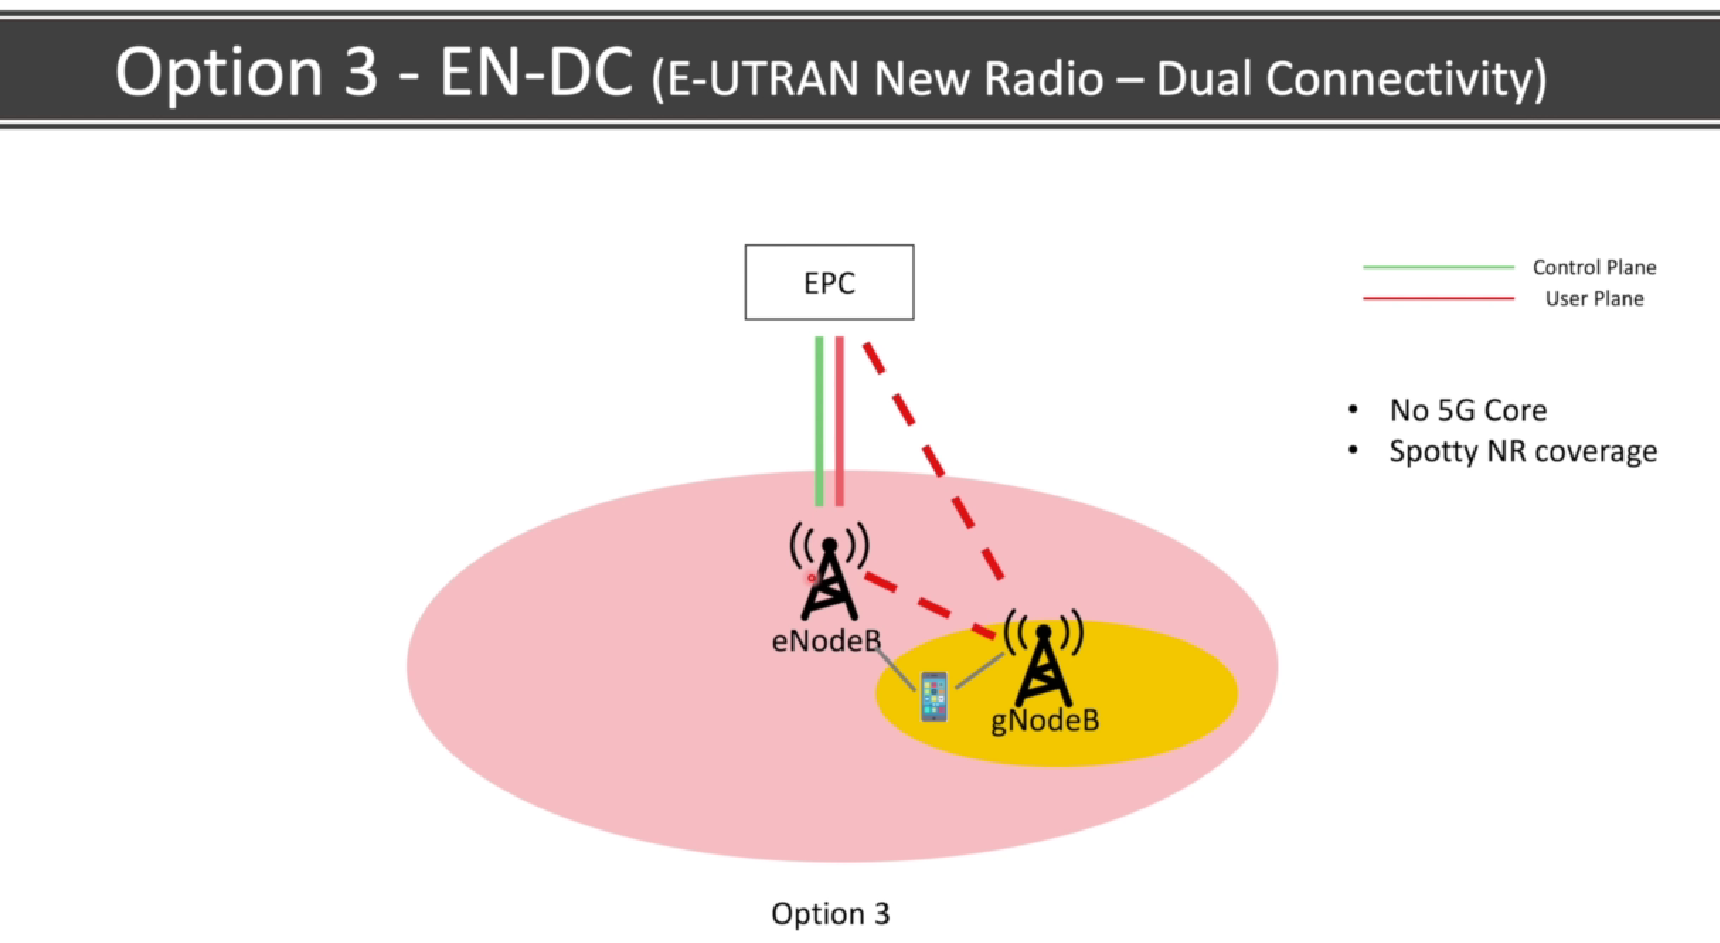 Option 3 - EN-DC (E-UTRAN New Radio – Dual Connectivity)
EPC
Control Plane
User Plane
• No 5G Core
• Spotty NR coverage
eNodeB
gNodeB
Option 3